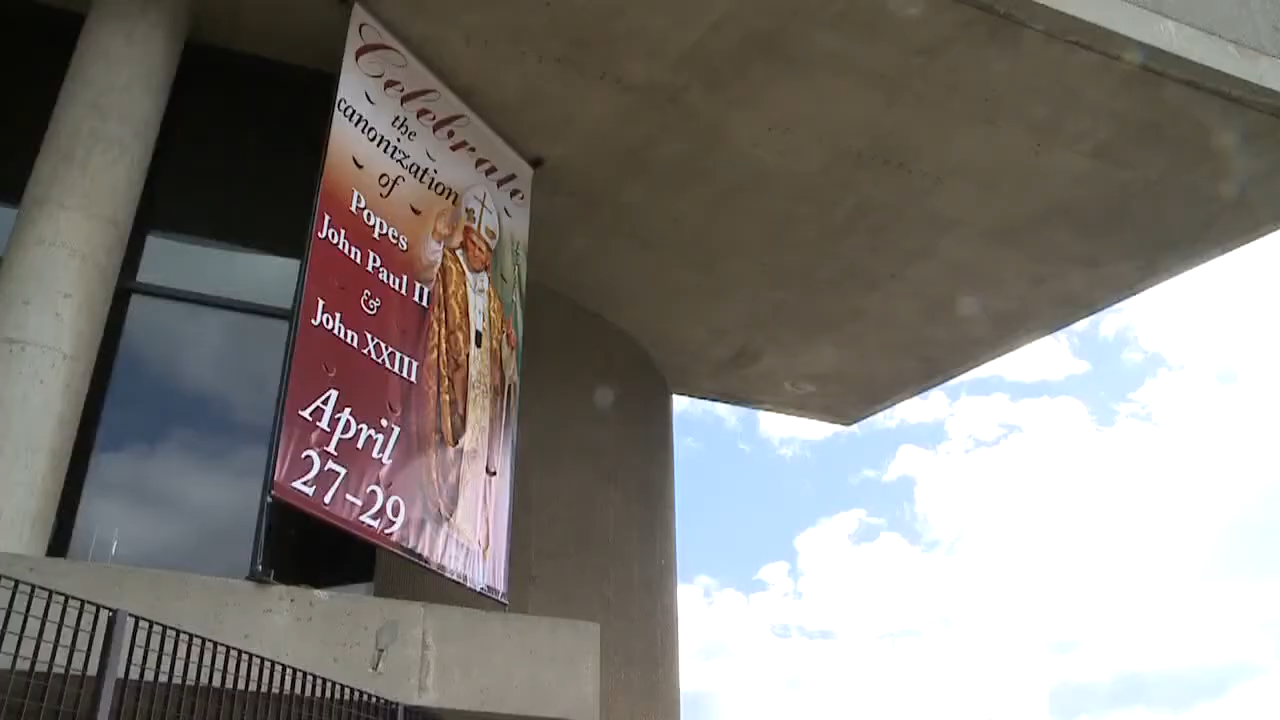 Celebrate
the
canonization
of
Popes
John Paul II
&
John XXIII
April
27-29